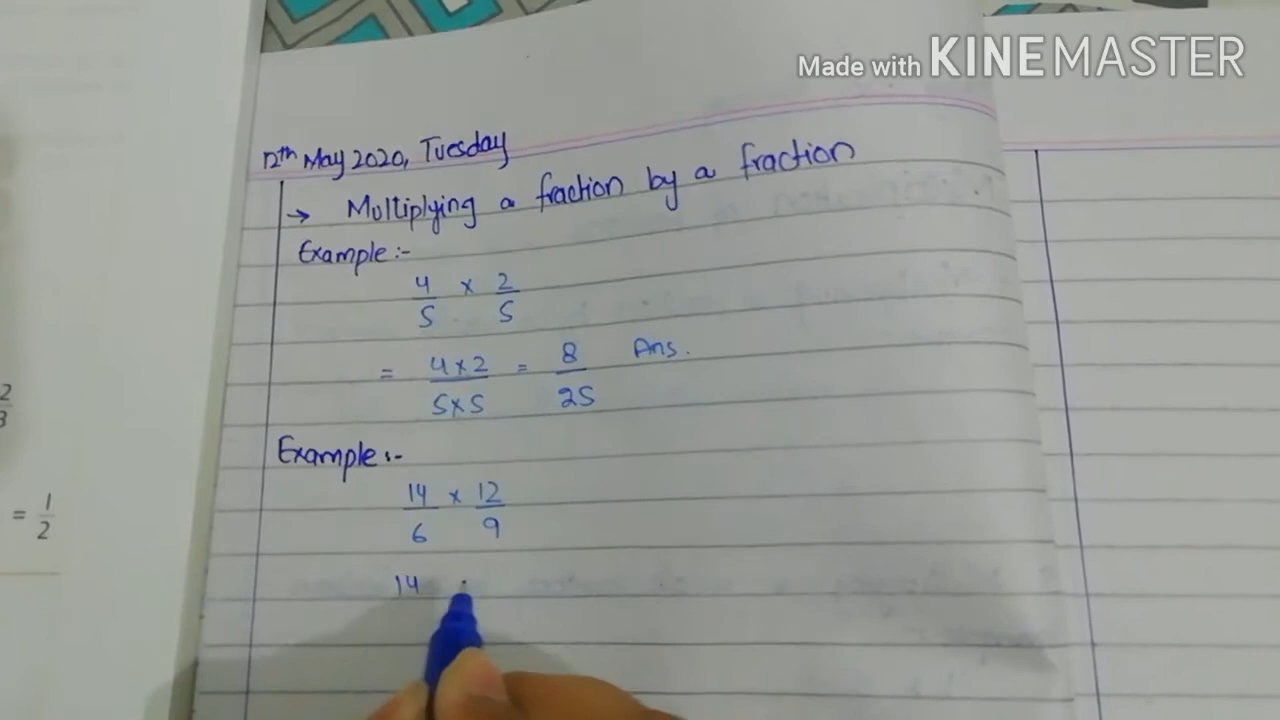 Made with KINEMASTER
12th May 2020, Tuesday
→ Multiplying a fraction by a fraction
Example:-
4/5 × 2/5
= 4×2/5×5 = 8/25 Ans.
Example:-
14/6 × 12/9
14
2/3
= 1/2